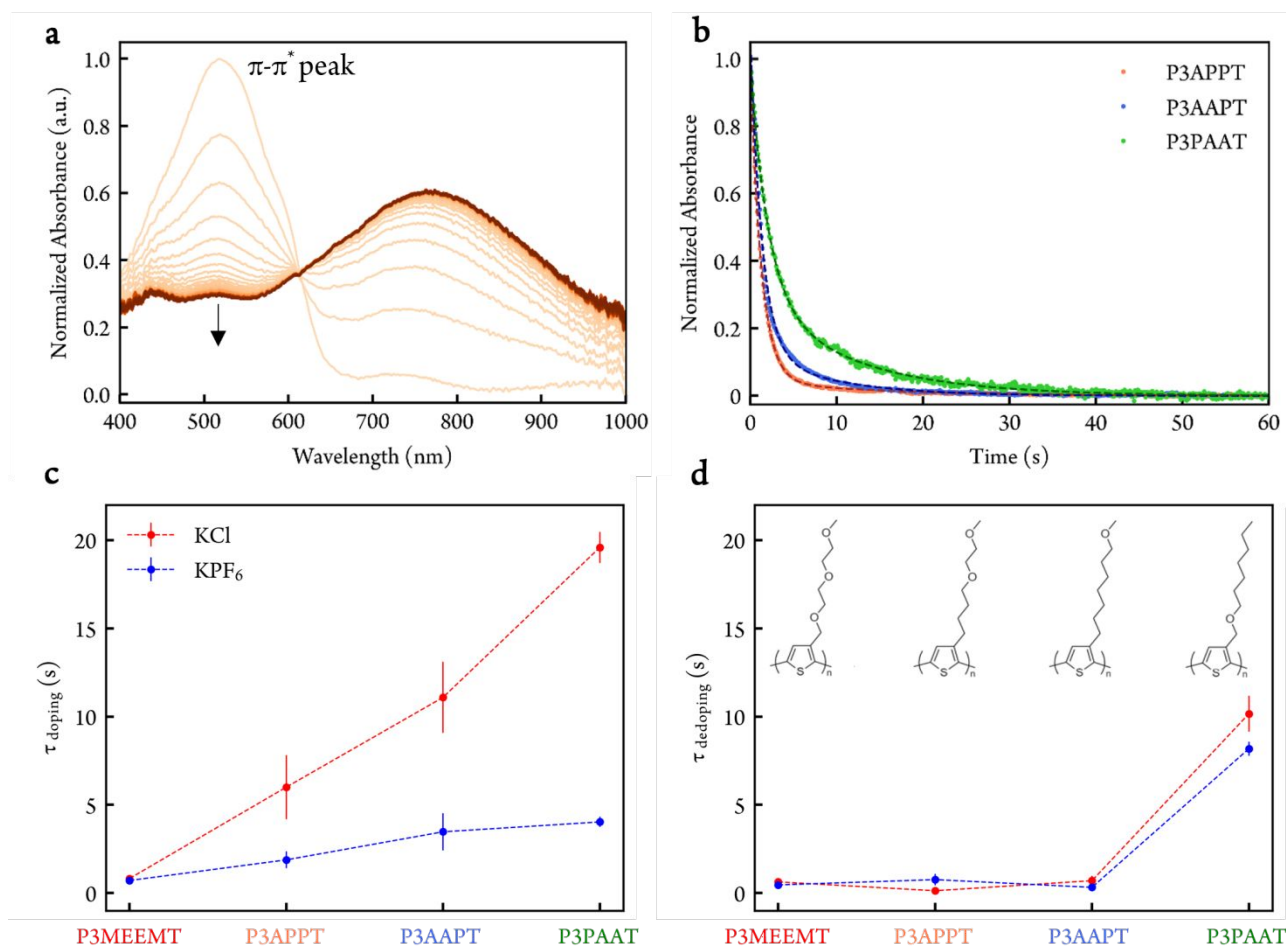 a
π-π* peak
Normalized Absorbance (a.u.)
1.0
0.8
0.6
0.4
0.2
0.0
400 500 600 700 800 900 1000
Wavelength (nm)
b
P3APPT
P3AAPT
P3PAAT
Normalized Absorbance
1.0
0.8
0.6
0.4
0.2
0
0 10 20 30 40 50 60
Time (s)
c
KCl
KPF6
τ doping (s)
20
15
10
5
0
P3MEEMT P3APPT P3AAPT P3PAAT
d
τ dedoping (s)
20
15
10
5
0
O O O O
O O
O O
S n S n S n S n
P3MEEMT P3APPT P3AAPT P3PAAT